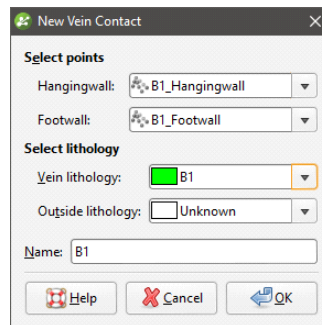 New Vein Contact
Select points
Hangingwall: B1_Hangingwall
Footwall: B1_Footwall
Select lithology
Vein lithology: B1
Outside lithology: Unknown
Name: B1
Help Cancel OK